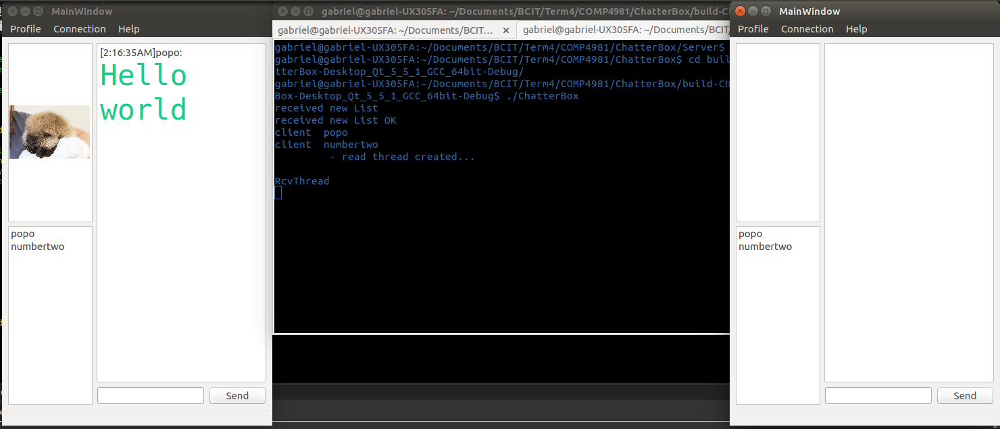 MainWindow
Profile Connection Help
[2:16:35AM]popo:
Hello
world
popo
numbertwo
Send
gabriel@gabriel-UX305FA: ~/Documents/BCIT/Term4/COMP4981/ChatterBox/build-C
gabriel@gabriel-UX305FA: ~/Documents/BCIT... × gabriel@gabriel-UX305FA: ~/Documents/BCIT/
gabriel@gabriel-UX305FA:~/Documents/BCIT/Term4/COMP4981/ChatterBox/Server$
gabriel@gabriel-UX305FA:~/Documents/BCIT/Term4/COMP4981/ChatterBox$ cd buil
tterBox-Desktop_Qt_5_5_1_GCC_64bit-Debug/
gabriel@gabriel-UX305FA:~/Documents/BCIT/Term4/COMP4981/ChatterBox/build-Ch
Box-Desktop_Qt_5_5_1_GCC_64bit-Debug$ ./ChatterBox
received new List
received new List OK
client  popo
client  numbertwo
- read thread created...
RcvThread
MainWindow
Profile Connection Help
popo
numbertwo
Send